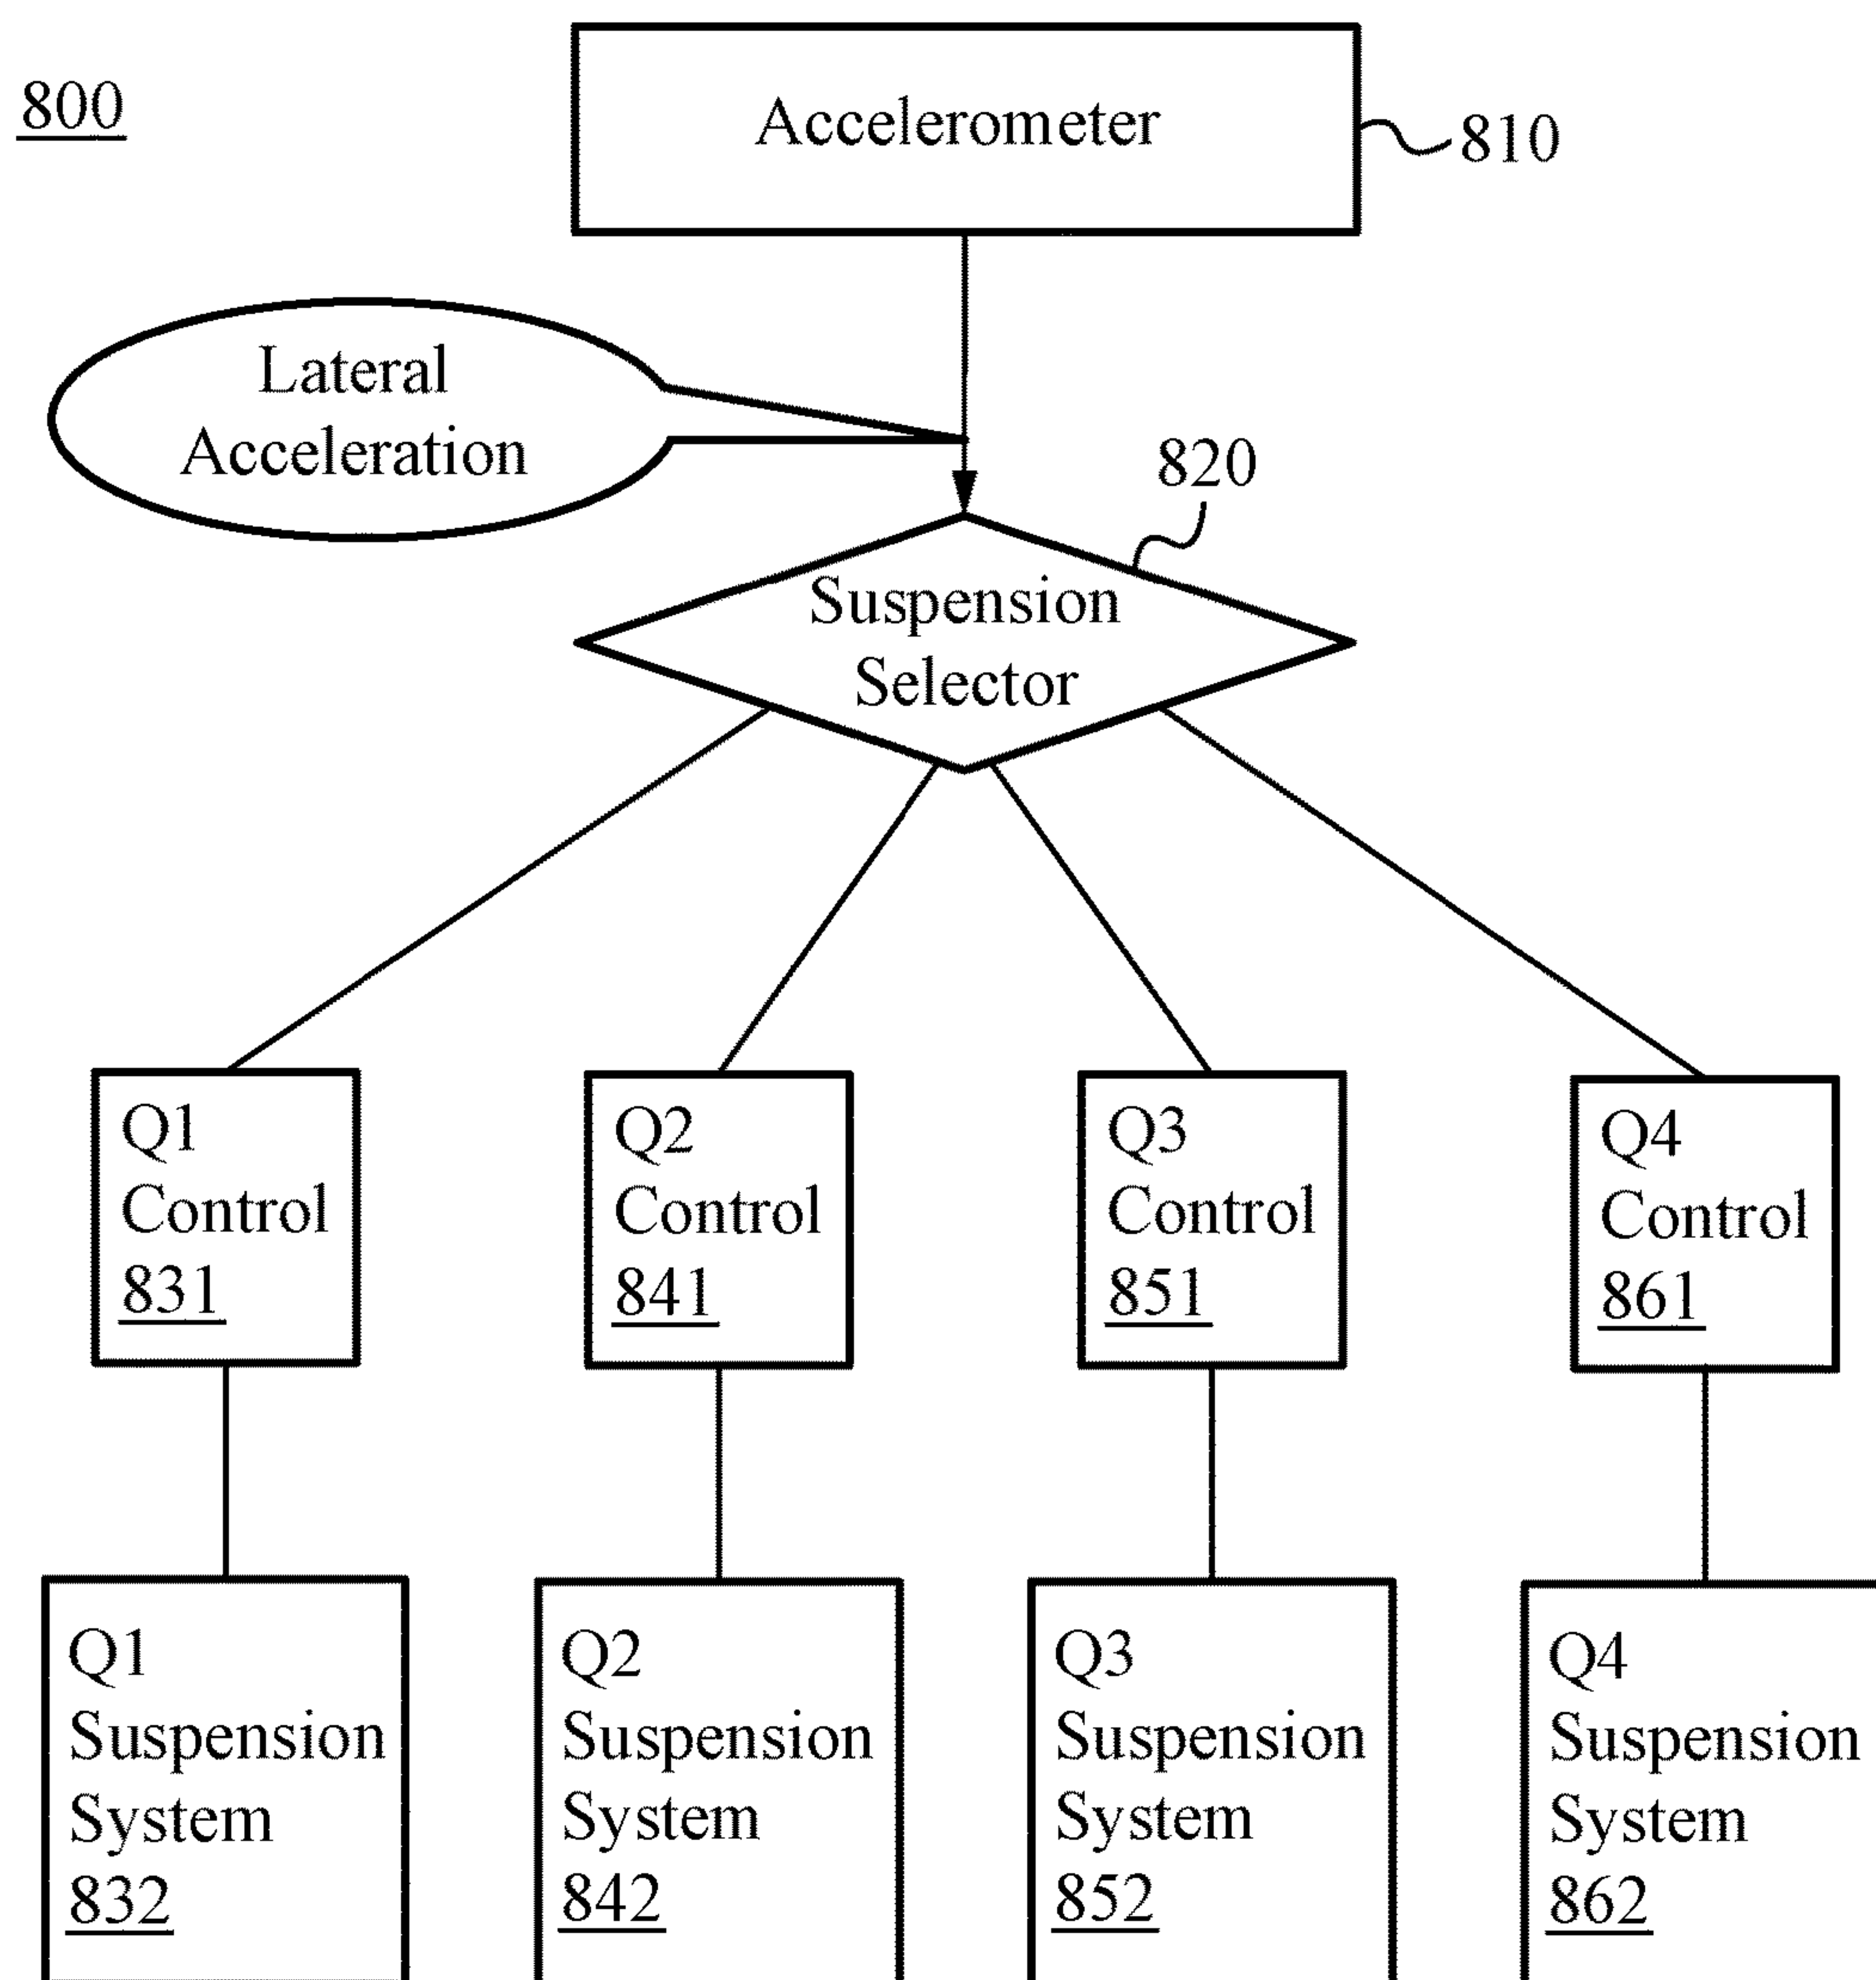 800
Accelerometer
810
Lateral
Acceleration
820
Suspension
Selector
Q1
Control
831
Q2
Control
841
Q3
Control
851
Q4
Control
861
Q1
Suspension
System
832
Q2
Suspension
System
842
Q3
Suspension
System
852
Q4
Suspension
System
862